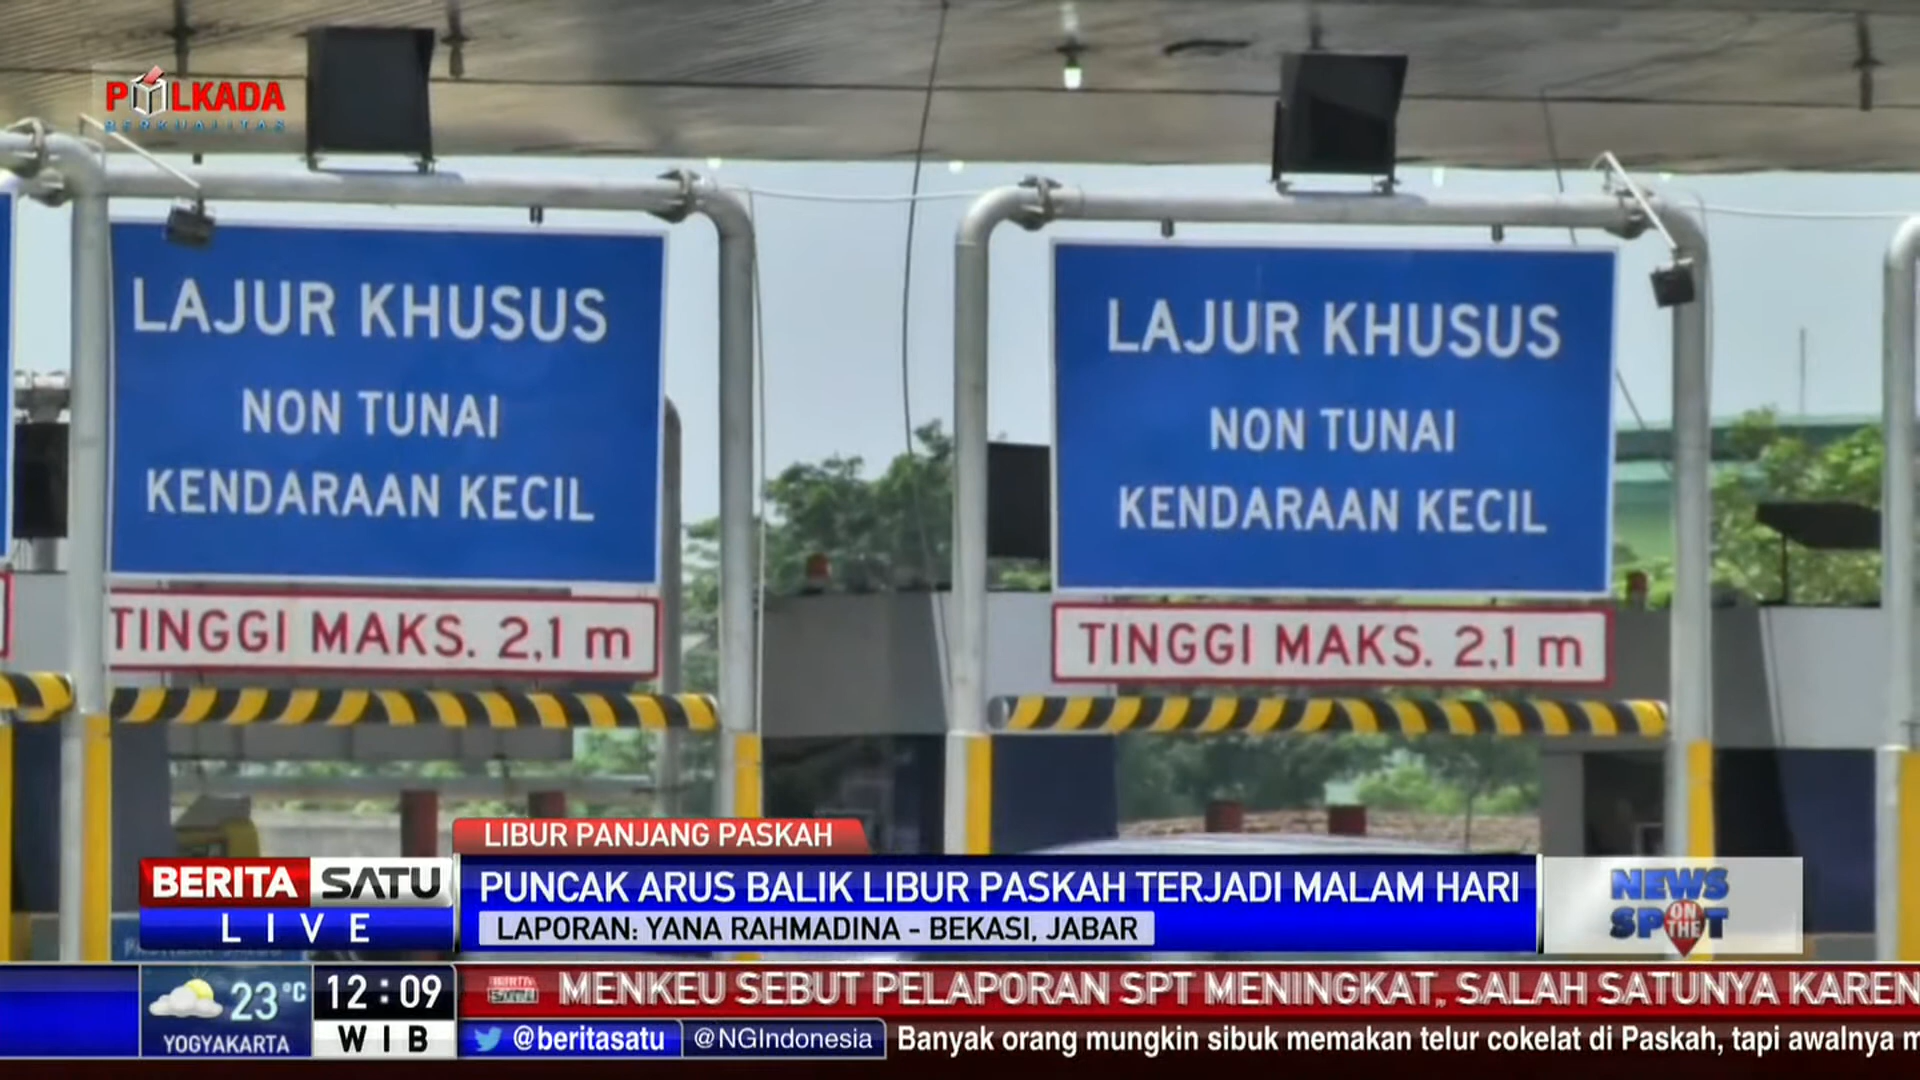 PILKADA
BERKUALITAS
LAJUR KHUSUS
NON TUNAI
KENDARAAN KECIL
TINGGI MAKS. 2,1 m
LAJUR KHUSUS
NON TUNAI
KENDARAAN KECIL
TINGGI MAKS. 2,1 m
LIBUR PANJANG PASKAH
BERITA SATU
LIVE
PUNCAK ARUS BALIK LIBUR PASKAH TERJADI MALAM HARI
LAPORAN: YANA RAHMADINA - BEKASI, JABAR
NEWS
ON THE
SPOT
23°C
YOGYAKARTA
12:09
WIB
BERITA SATU
MENKEU SEBUT PELAPORAN SPT MENINGKAT, SALAH SATUNYA KAREN
@beritasatu
@NGIndonesia
Banyak orang mungkin sibuk memakan telur cokelat di Paskah, tapi awalnya m